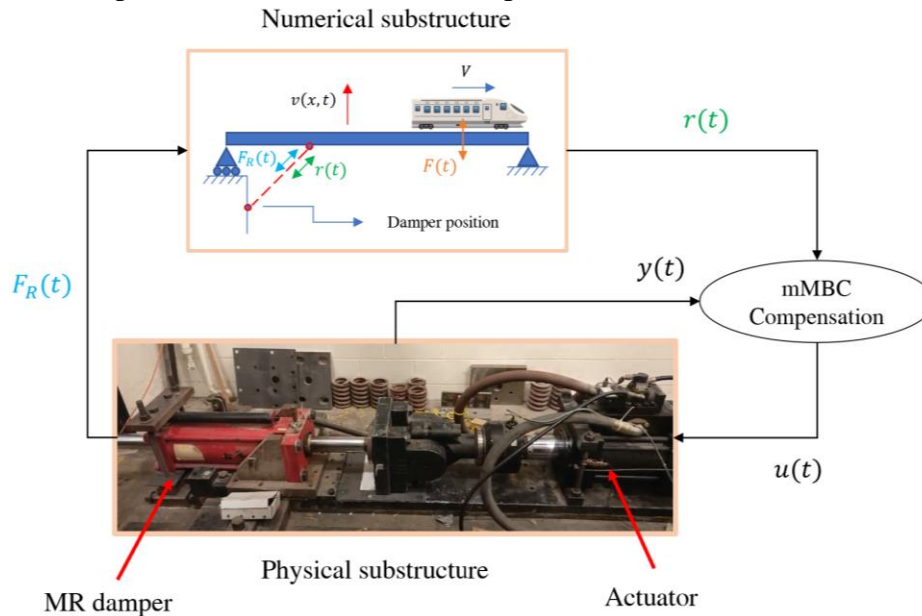 Numerical substructure
V
v(x,t)
r(t)
F_R(t)
r(t)
F(t)
Damper position
F_R(t)
y(t)
mMBC
Compensation
u(t)
Physical substructure
MR damper
Actuator